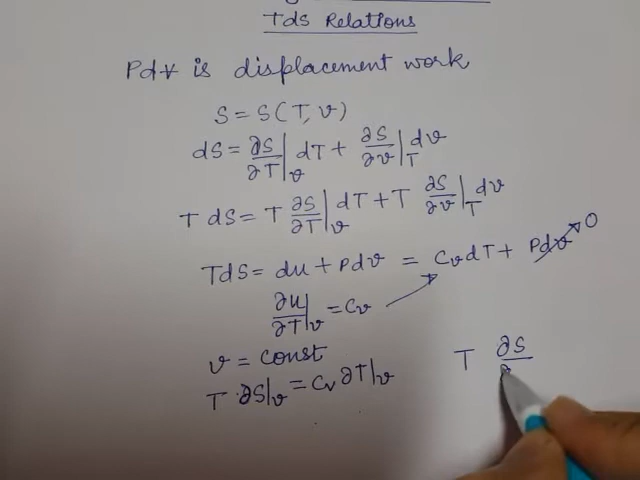 Tds Relations
Pdv is displacement work
S = S(T, v)
dS = ∂S/∂T|v dT + ∂S/∂v|T dv
T dS = T ∂S/∂T|v dT + T ∂S/∂v|T dv
TdS = du + Pdv = Cv dT + Pdv 0
∂u/∂T|v = Cv
v = const
T ∂S|v = Cv ∂T|v
T ∂S/∂